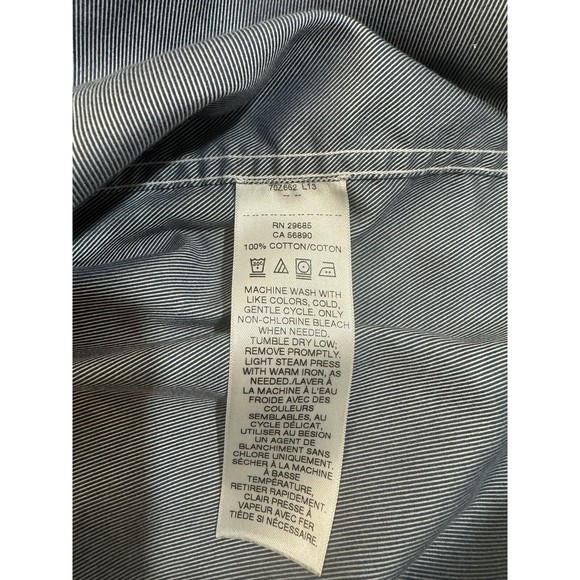 76Z662 L13
RN 29685
CA 56890
100% COTTON/COTON
MACHINE WASH WITH
LIKE COLORS, COLD,
GENTLE CYCLE. ONLY
NON-CHLORINE BLEACH
WHEN NEEDED.
TUMBLE DRY LOW;
REMOVE PROMPTLY.
LIGHT STEAM PRESS
WITH WARM IRON, AS
NEEDED./LAVER À
LA MACHINE À L'EAU
FROIDE AVEC DES
COULEURS
SEMBLABLES, AU
CYCLE DÉLICAT,
UTILISER AU BESIÓN
UN AGENT DE
BLANCHIMENT SANS
CHLORE UNIQUEMENT.
SÉCHER À LA MACHINE
À BASSE
TEMPÉRATURE,
RETIRER RAPIDEMENT.
CLAIR PRESSE À
VAPEUR AVEC FER
TIÈDE SI NÉCESSAIRE.